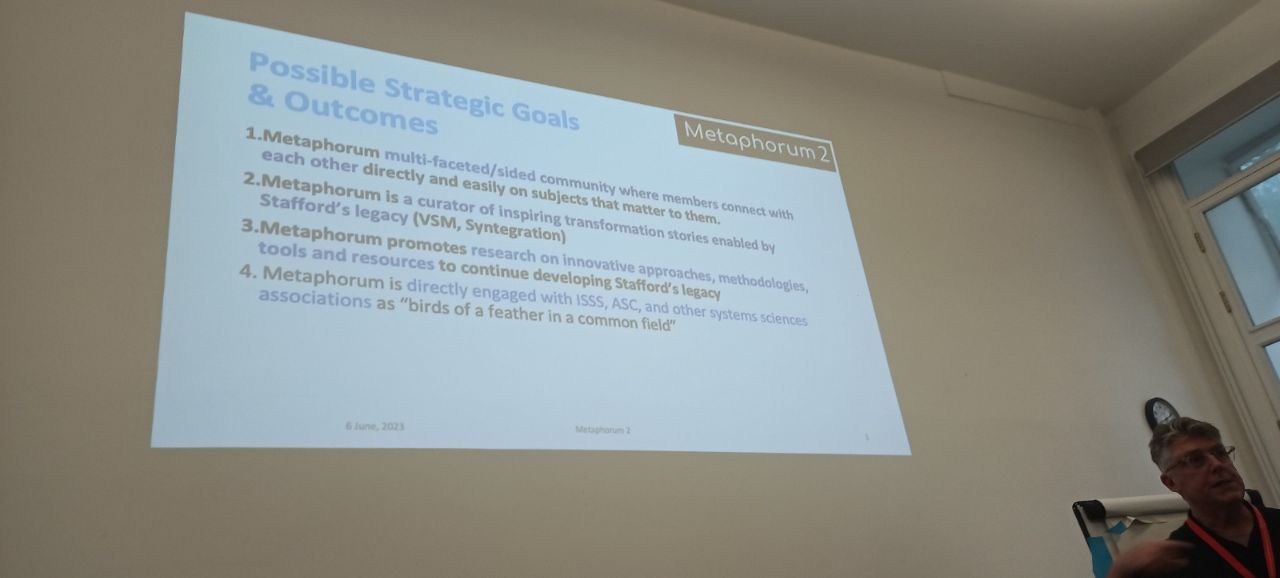 Possible Strategic Goals
& Outcomes
Metaphorum2
1.Metaphorum multi-faceted/sided community where members connect with
each other directly and easily on subjects that matter to them.
2.Metaphorum is a curator of inspiring transformation stories enabled by
Stafford's legacy (VSM, Syntegration)
3.Metaphorum promotes research on innovative approaches, methodologies,
tools and resources to continue developing Stafford's legacy
4. Metaphorum is directly engaged with ISSS, ASC, and other systems sciences
associations as “birds of a feather in a common field”
6 June, 2023
Metaphorum 2